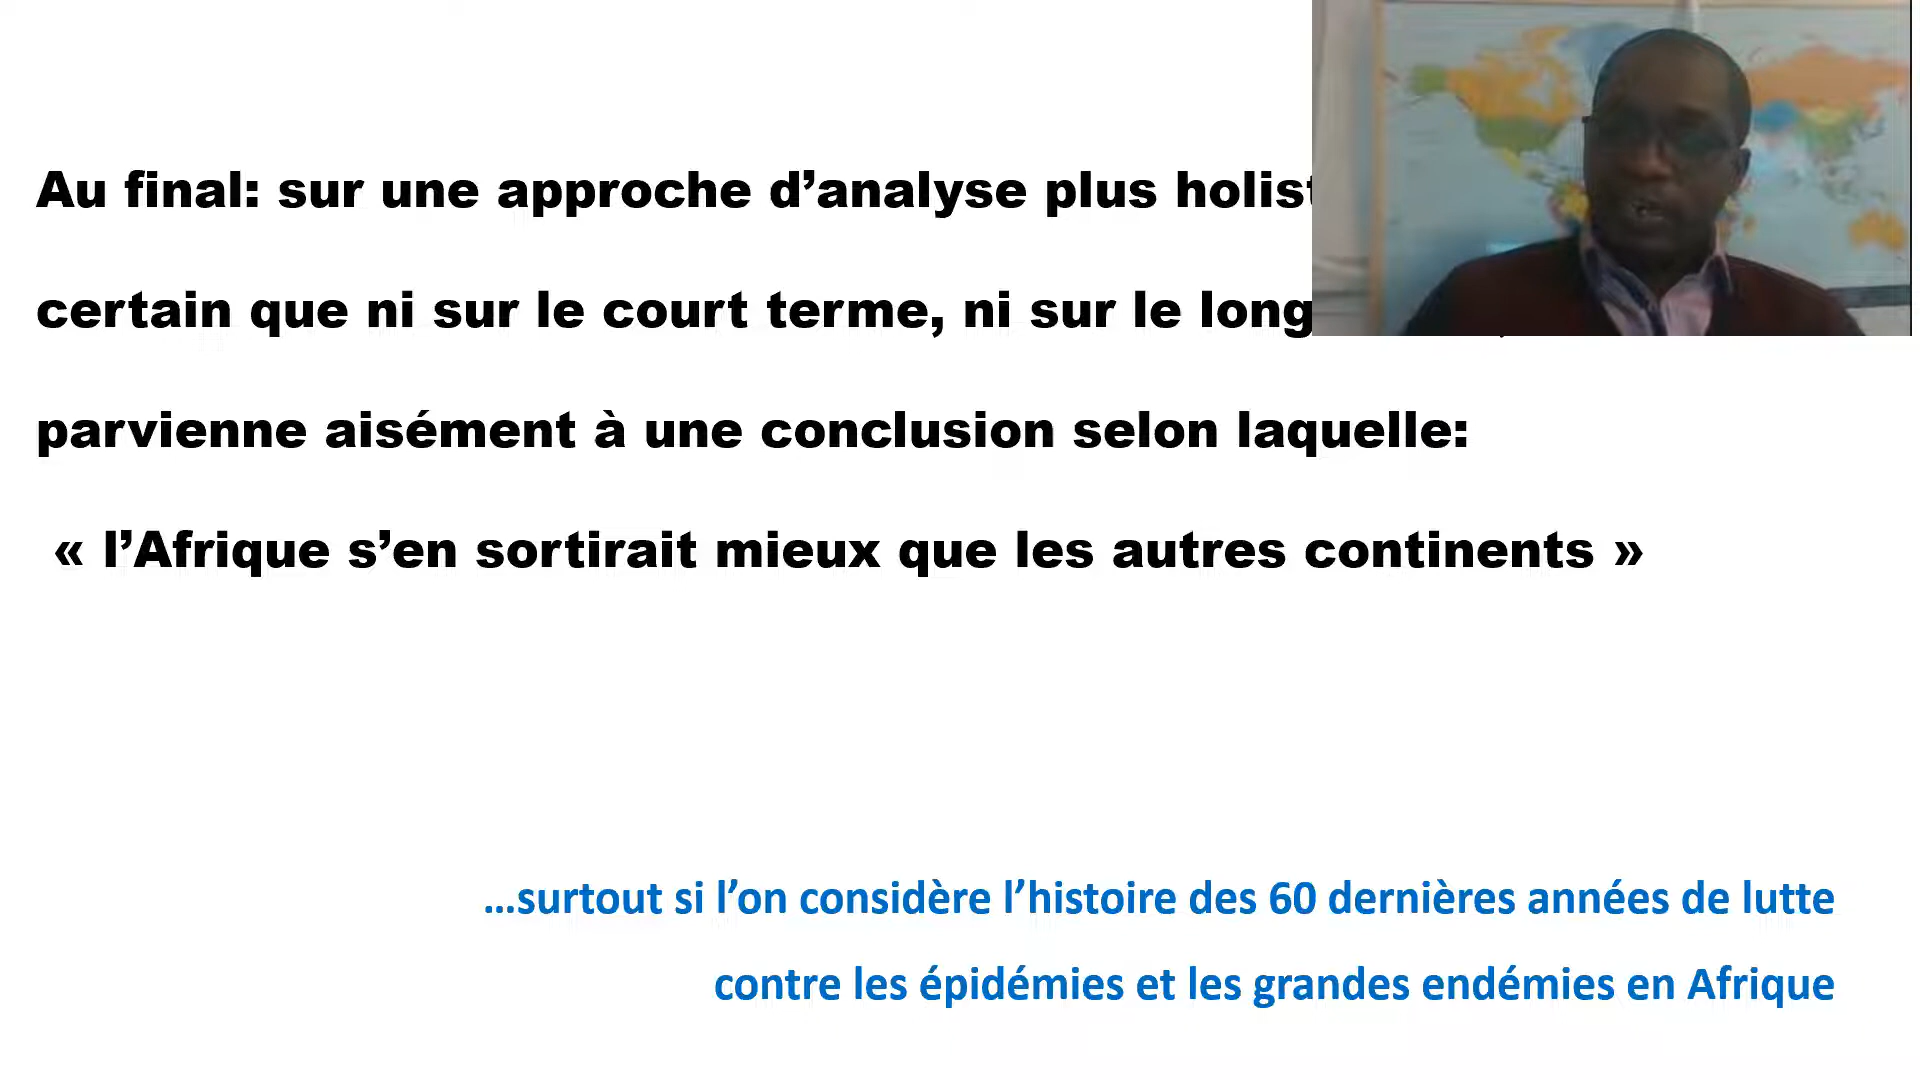 Au final: sur une approche d’analyse plus
certain que ni sur le court terme, ni sur le long
parvienne aisément à une conclusion selon laquelle:
« l’Afrique s’en sortirait mieux que les autres continents »
…surtout si l’on considère l’histoire des 60 dernières années de lutte
contre les épidémies et les grandes endémies en Afrique